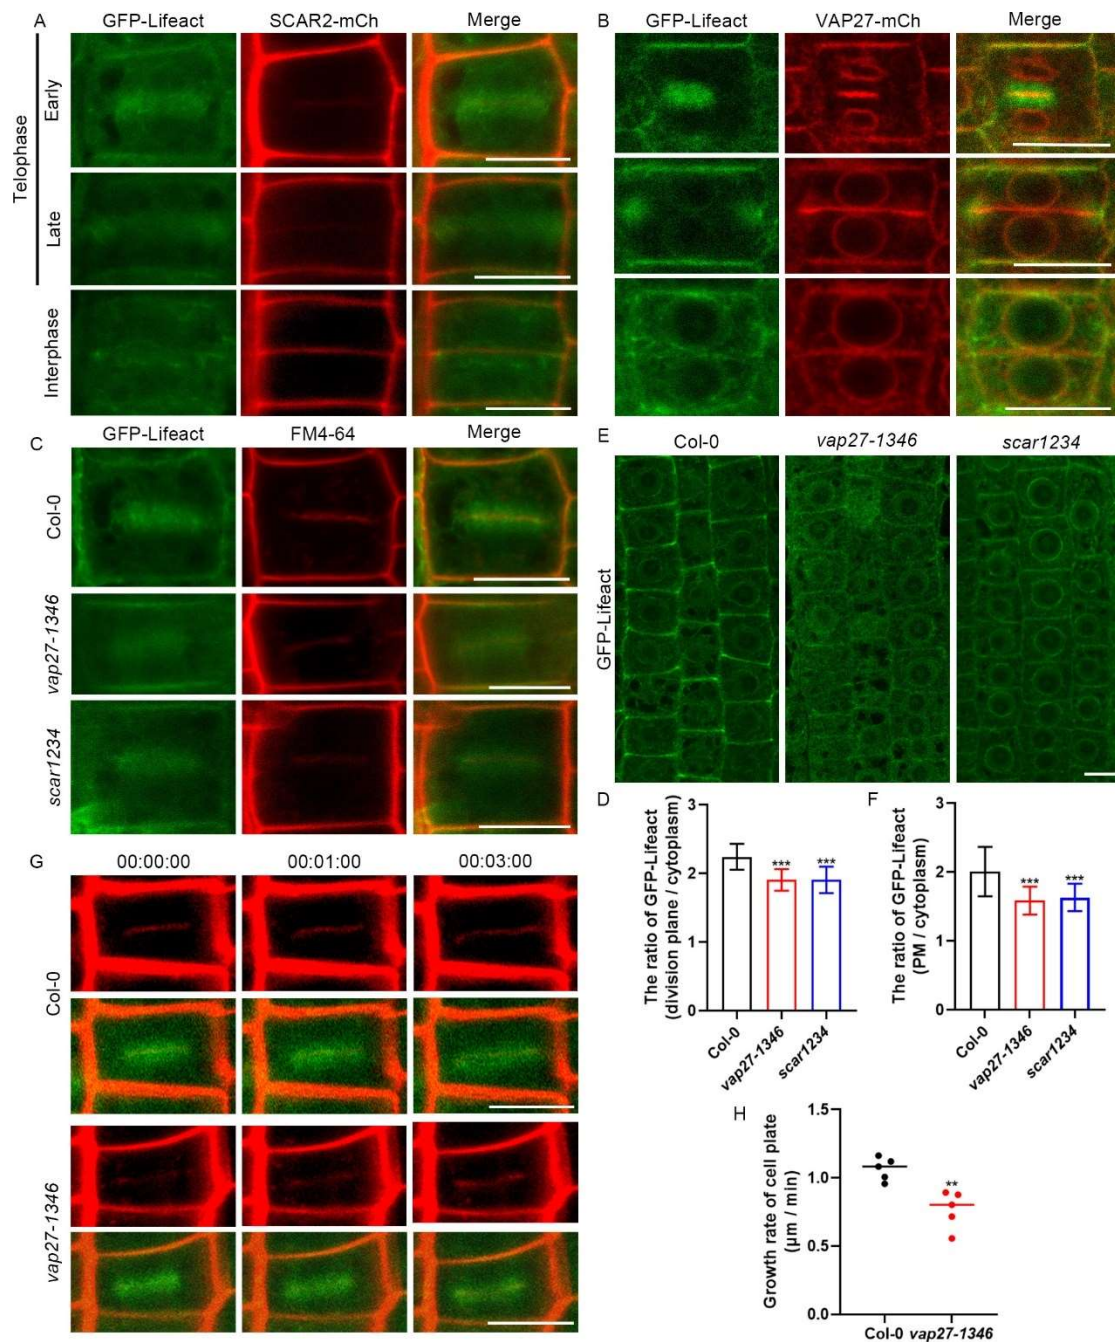 A
GFP-Lifeact SCAR2-mCh Merge
Telophase
Early
Late
Interphase
B
GFP-Lifeact VAP27-mCh Merge
C
GFP-Lifeact FM4-64 Merge
Col-0
vap27-1346
scar1234
E
Col-0 vap27-1346 scar1234
GFP-Lifeact
D
The ratio of GFP-Lifeact
(division plane / cytoplasm)
3
2
1
0
*** ***
Col-0 vap27-1346 scar1234
F
The ratio of GFP-Lifeact
(PM / cytoplasm)
3
2
1
0
*** ***
Col-0 vap27-1346 scar1234
G
00:00:00 00:01:00 00:03:00
Col-0
vap27-1346
H
Growth rate of cell plate
(μm / min)
1.5
1.0
0.5
0.0
**
Col-0 vap27-1346